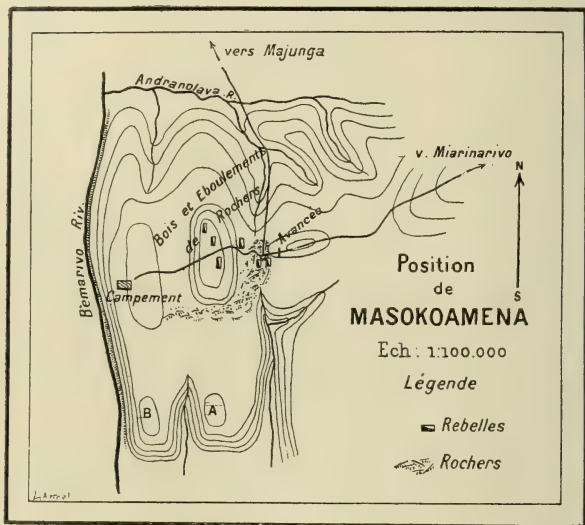 vers Majunga
Andranolava R.
v. Miarinarivo
Bois et Eboulements
de Rochers
Avancea
Bemarivo Riv.
Campement
N
S
Position
de
MASOKOAMENA
Ech: 1:100.000
Légende
Rebelles
Rochers
B
A